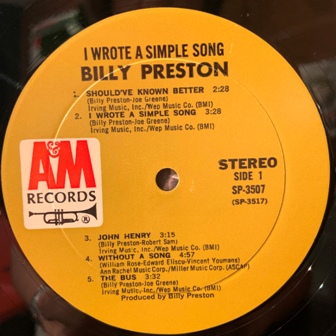 I WROTE A SIMPLE SONG
BILLY PRESTON
1. SHOULD'VE KNOWN BETTER 2:28
(Billy Preston-Joe Greene)
Irving Music, Inc./Wep Music Co. (BMI)
2. I WROTE A SIMPLE SONG 3:28
(Billy Preston-Joe Greene)
Irving Music, Inc./Wep Music Co. (BMI)
A&M
RECORDS
®
STEREO
SIDE 1
SP-3507
(SP-3517)
3. JOHN HENRY 3:15
(Billy Preston-Robert Sam)
Irving Music, Inc./Wep Music Co. (BMI)
4. WITHOUT A SONG 4:57
(William Rose-Edward Elisco-Vincent Youmans)
Ann Rachel Music Corp./Miller Music Corp. (ASCAP)
5. THE BUS 3:32
(Billy Preston-Joe Greene)
Irving Music, Inc./Wep Music Co. (BMI)
Produced by Billy Preston